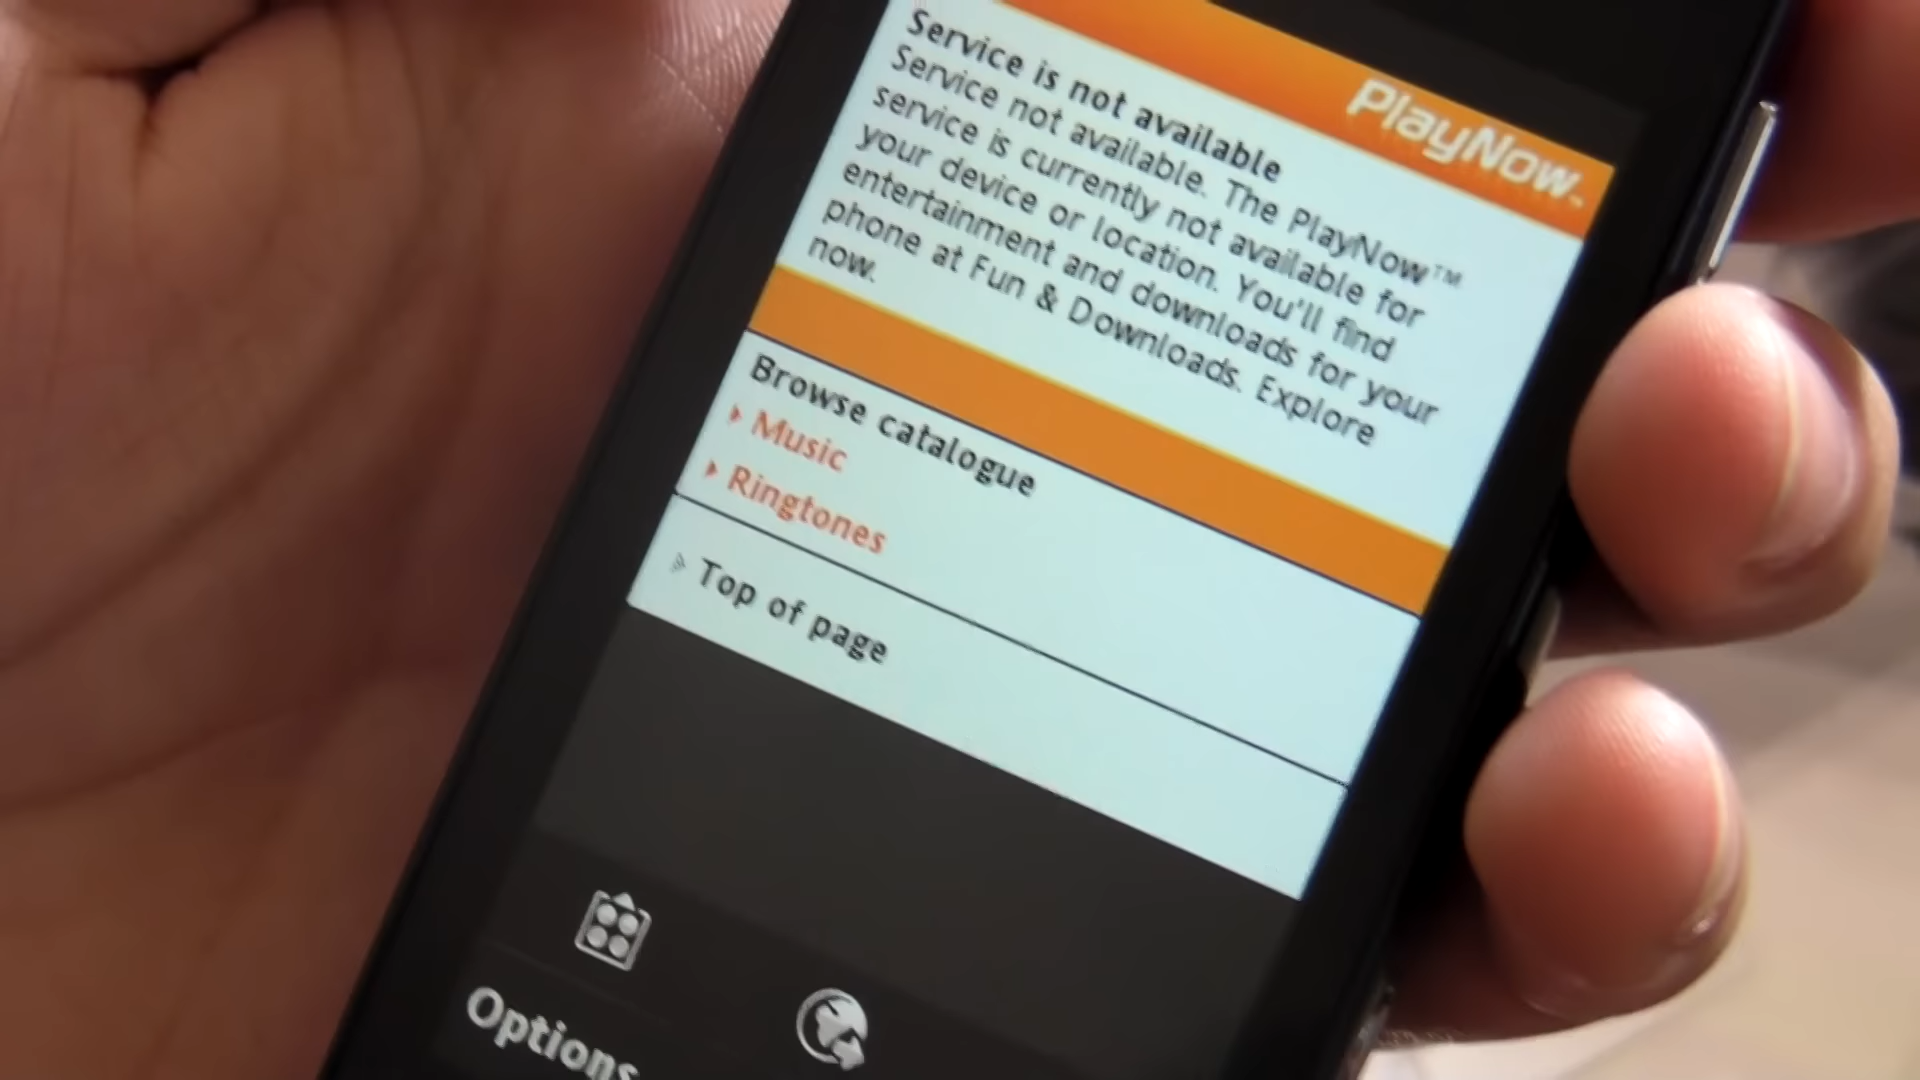 PlayNow™
Service is not available
Service not available. The PlayNow™
service is currently not available for
your device or location. You'll find
entertainment and downloads for your
phone at Fun & Downloads. Explore
now.
Browse catalogue
Music
Ringtones
Top of page
Options